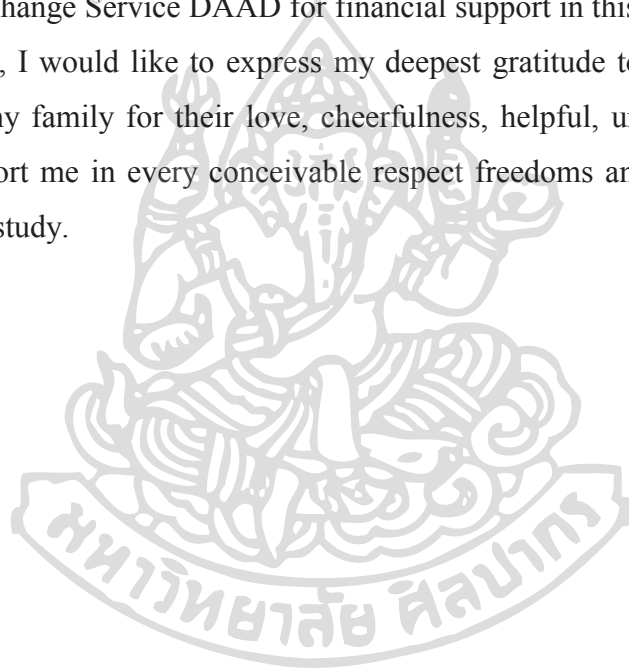 change Service DAAD for financial support in this
, I would like to express my deepest gratitude to
my family for their love, cheerfulness, helpful, un
ort me in every conceivable respect freedoms an
study.
มหาวิทยาลัย ศิลปากร